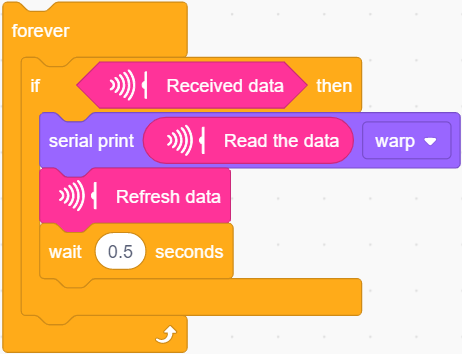 forever
if Received data then
serial print Read the data warp
Refresh data
wait 0.5 seconds